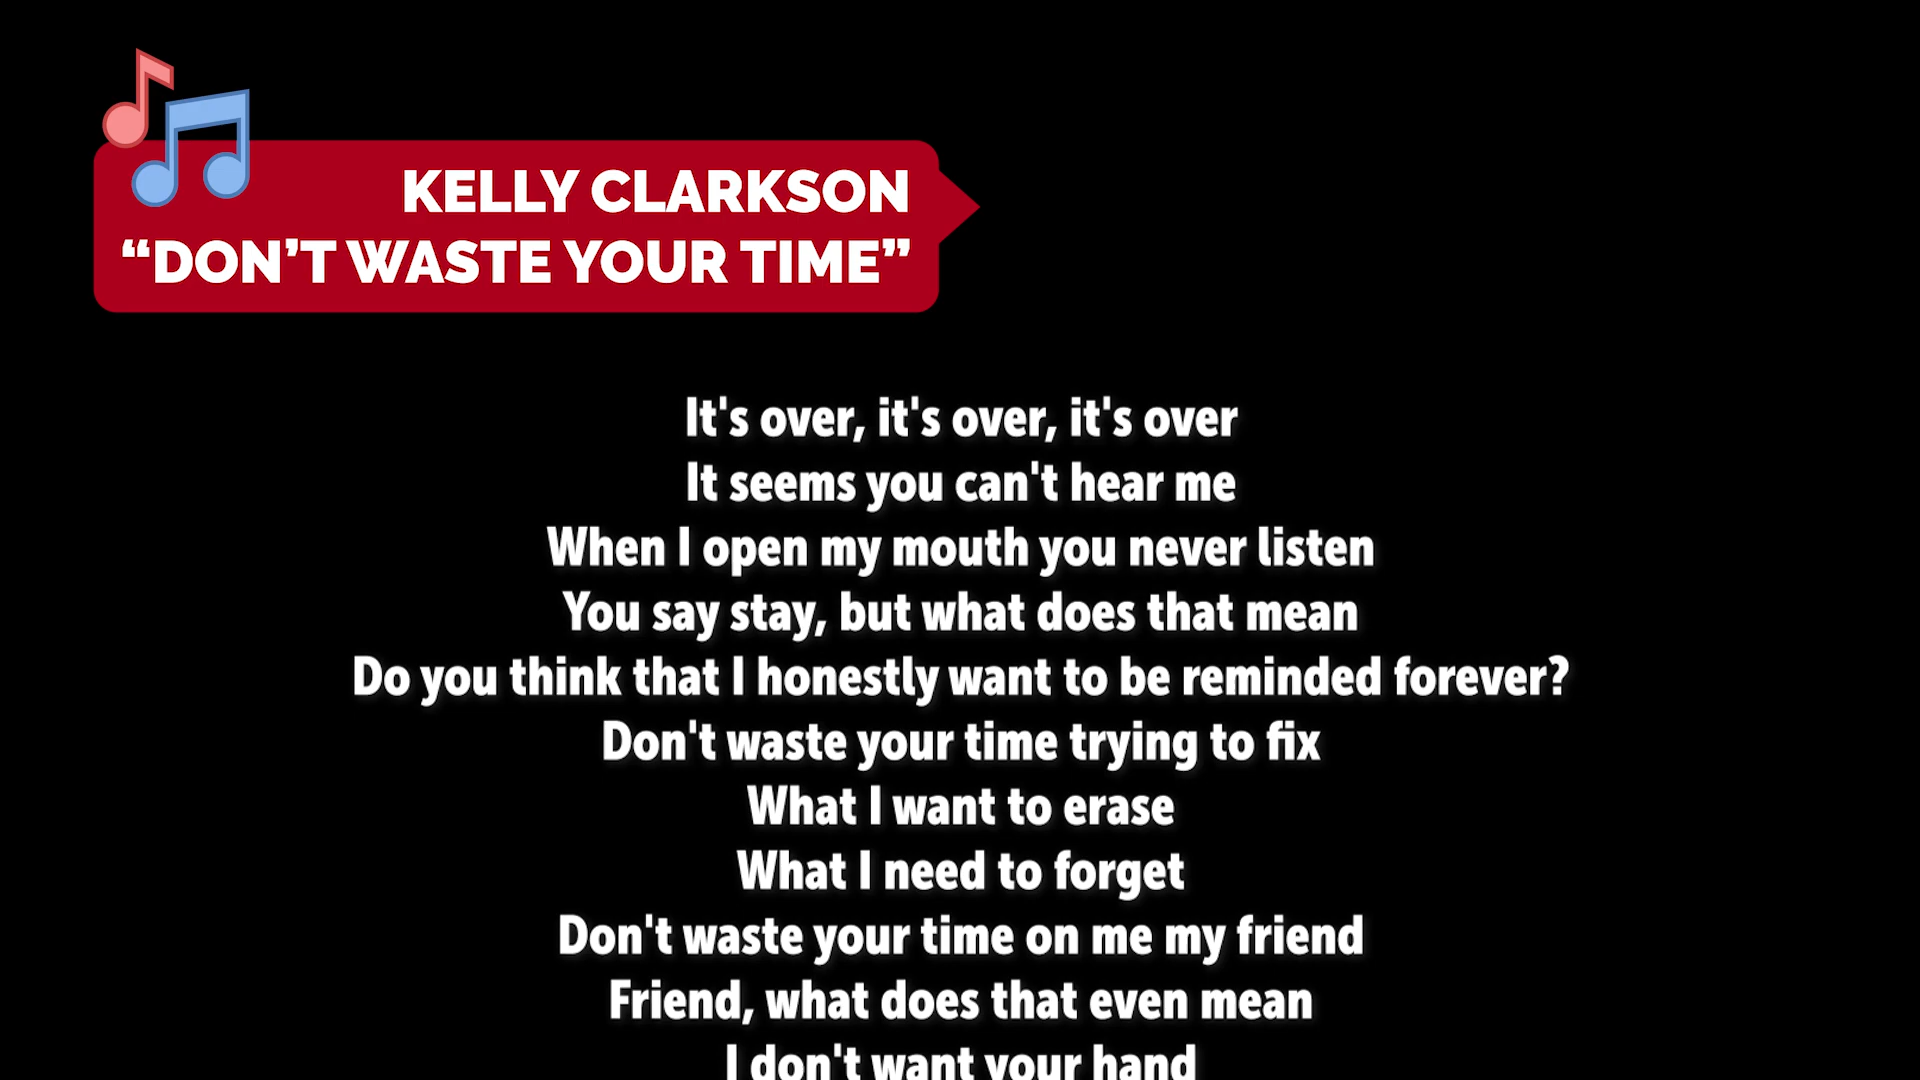 KELLY CLARKSON
“DON’T WASTE YOUR TIME”
It's over, it's over, it's over
It seems you can't hear me
When I open my mouth you never listen
You say stay, but what does that mean
Do you think that I honestly want to be reminded forever?
Don't waste your time trying to fix
What I want to erase
What I need to forget
Don't waste your time on me my friend
Friend, what does that even mean
I don't want your hand